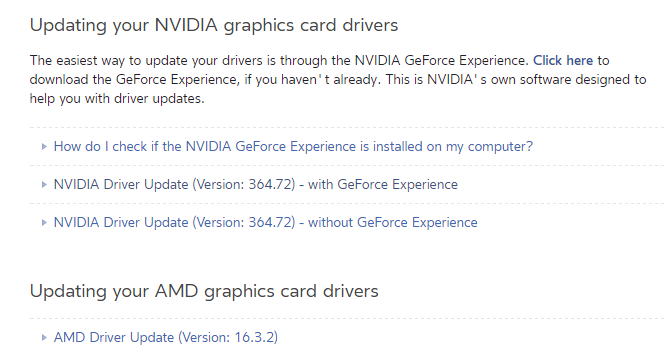 Updating your NVIDIA graphics card drivers
The easiest way to update your drivers is through the NVIDIA GeForce Experience. Click here to
download the GeForce Experience, if you haven't already. This is NVIDIA's own software designed to
help you with driver updates.
How do I check if the NVIDIA GeForce Experience is installed on my computer?
NVIDIA Driver Update (Version: 364.72) - with GeForce Experience
NVIDIA Driver Update (Version: 364.72) - without GeForce Experience
Updating your AMD graphics card drivers
AMD Driver Update (Version: 16.3.2)